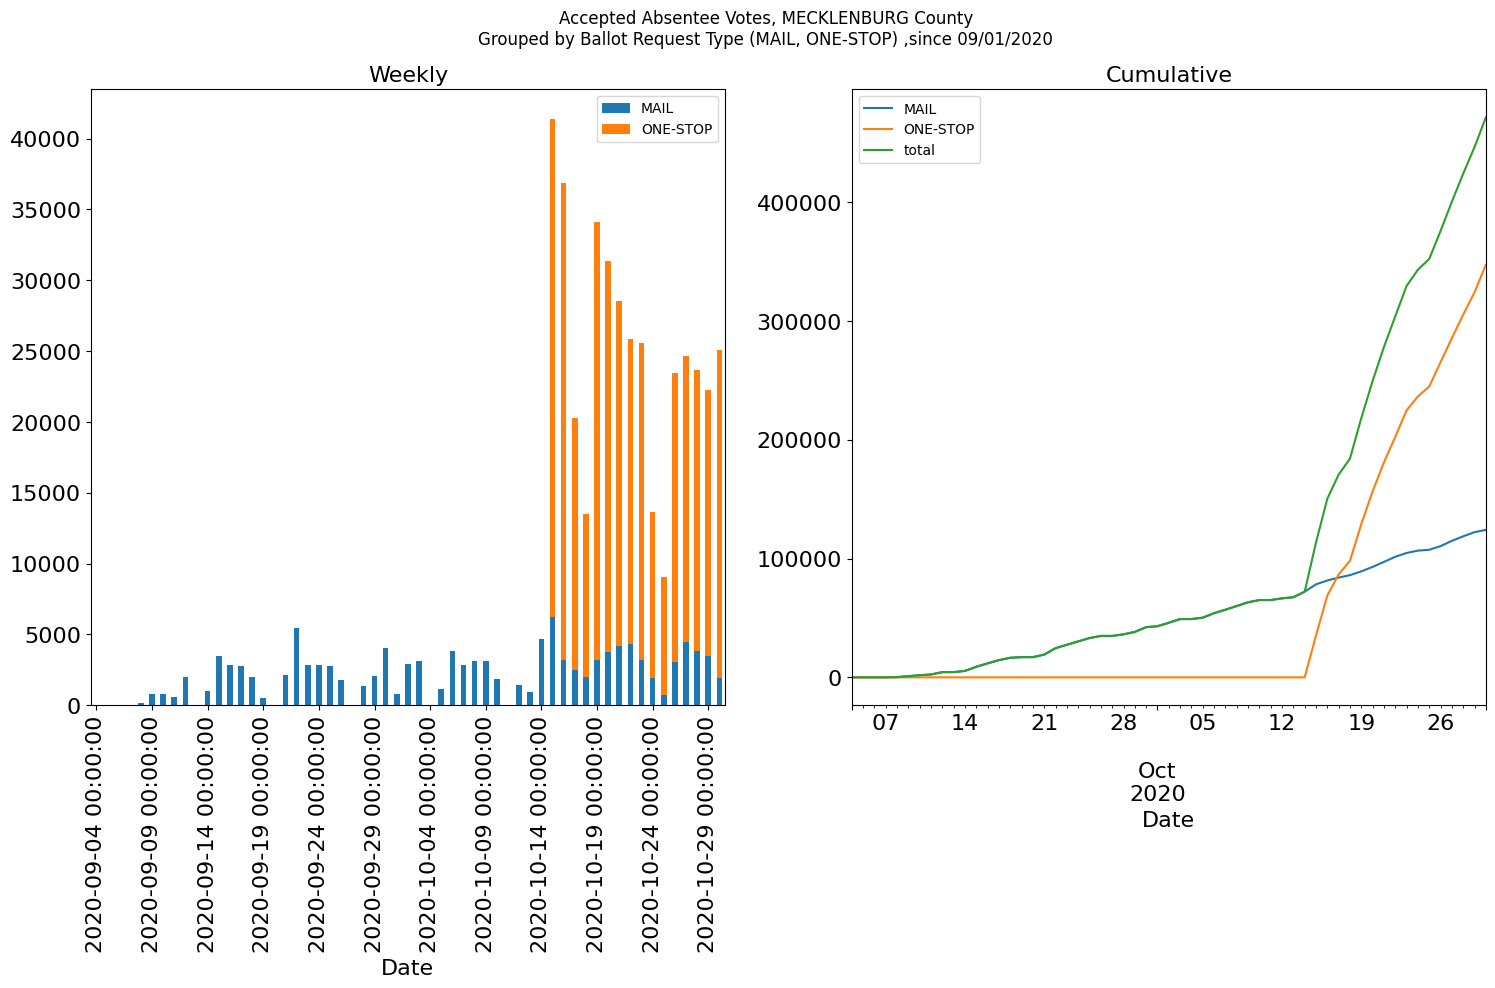 Accepted Absentee Votes, MECKLENBURG County
Grouped by Ballot Request Type (MAIL, ONE-STOP) ,since 09/01/2020
Weekly
MAIL
ONE-STOP
40000
35000
30000
25000
20000
15000
10000
5000
0
2020-09-04 00:00:00
2020-09-09 00:00:00
2020-09-14 00:00:00
2020-09-19 00:00:00
2020-09-24 00:00:00
2020-09-29 00:00:00
2020-10-04 00:00:00
2020-10-09 00:00:00
2020-10-14 00:00:00
2020-10-19 00:00:00
2020-10-24 00:00:00
2020-10-29 00:00:00
Date
Cumulative
MAIL
ONE-STOP
total
400000
300000
200000
100000
0
07 14 21 28 05 12 19 26
Oct
2020
Date